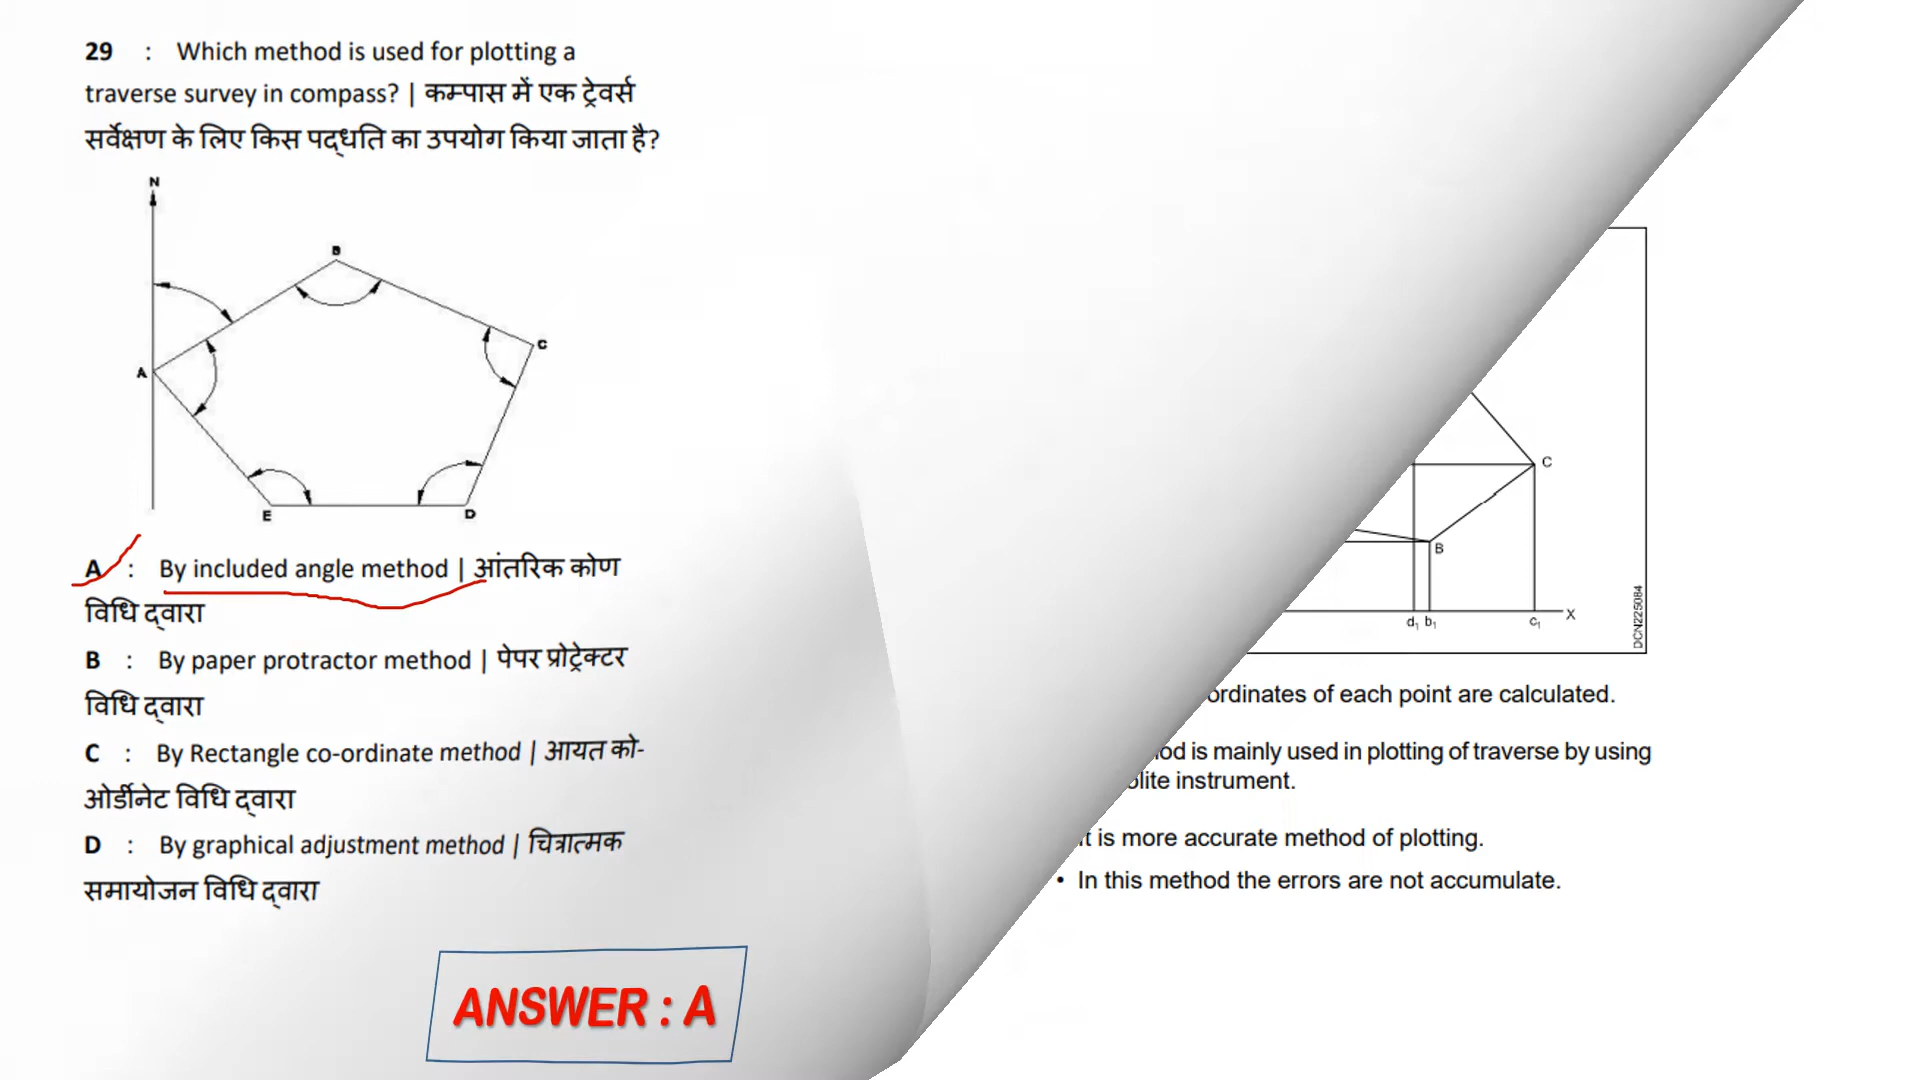 29 : Which method is used for plotting a
traverse survey in compass? | कम्पास में एक ट्रेवर्स
सर्वेक्षण के लिए किस पद्धति का उपयोग किया जाता है?
N
B
C
A
E
D
A : By included angle method | आंतरिक कोण
विधि द्वारा
B : By paper protractor method | पेपर प्रोट्रेक्टर
विधि द्वारा
C : By Rectangle co-ordinate method | आयत को-
ओर्डीनेट विधि द्वारा
D : By graphical adjustment method | चित्रात्मक
समायोजन विधि द्वारा
ANSWER : A
C
B
X
d₁ b₁ c₁
DCN225084
ordinates of each point are calculated.
is mainly used in plotting of traverse by using
instrument.
is more accurate method of plotting.
• In this method the errors are not accumulate.